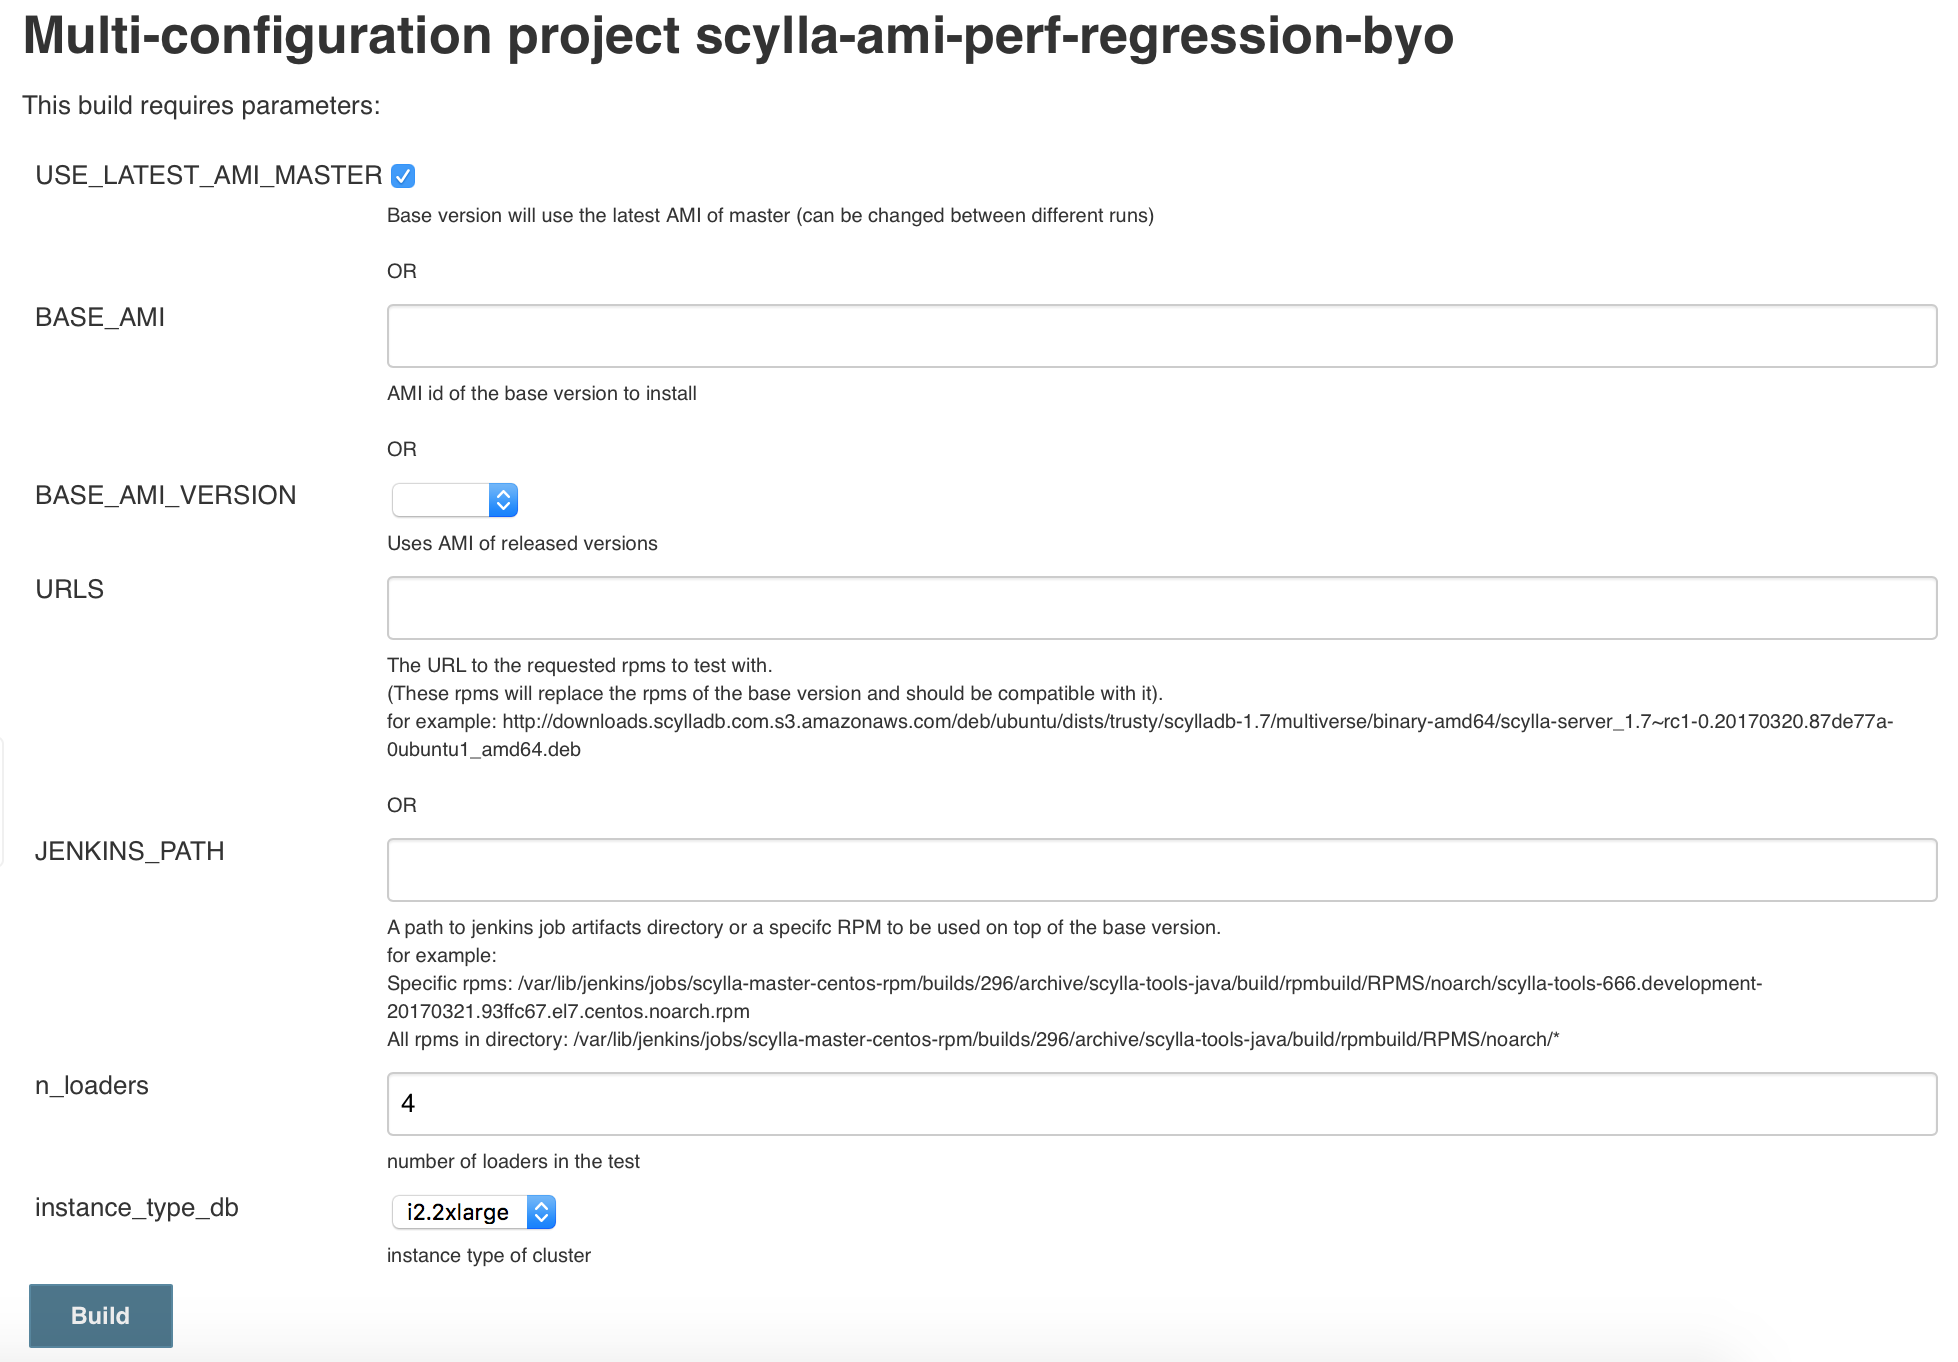 Multi-configuration project scylla-ami-perf-regression-byo
This build requires parameters:
USE_LATEST_AMI_MASTER
Base version will use the latest AMI of master (can be changed between different runs)
OR
BASE_AMI
AMI id of the base version to install
OR
BASE_AMI_VERSION
Uses AMI of released versions
URLS
The URL to the requested rpms to test with.
(These rpms will replace the rpms of the base version and should be compatible with it).
for example: http://downloads.scylladb.com.s3.amazonaws.com/deb/ubuntu/dists/trusty/scylladb-1.7/multiverse/binary-amd64/scylla-server_1.7~rc1-0.20170320.87de77a-
0ubuntu1_amd64.deb
OR
JENKINS_PATH
A path to jenkins job artifacts directory or a specifc RPM to be used on top of the base version.
for example:
Specific rpms: /var/lib/jenkins/jobs/scylla-master-centos-rpm/builds/296/archive/scylla-tools-java/build/rpmbuild/RPMS/noarch/scylla-tools-666.development-
20170321.93ffc67.el7.centos.noarch.rpm
All rpms in directory: /var/lib/jenkins/jobs/scylla-master-centos-rpm/builds/296/archive/scylla-tools-java/build/rpmbuild/RPMS/noarch/*
n_loaders
4
number of loaders in the test
instance_type_db
i2.2xlarge
instance type of cluster
Build